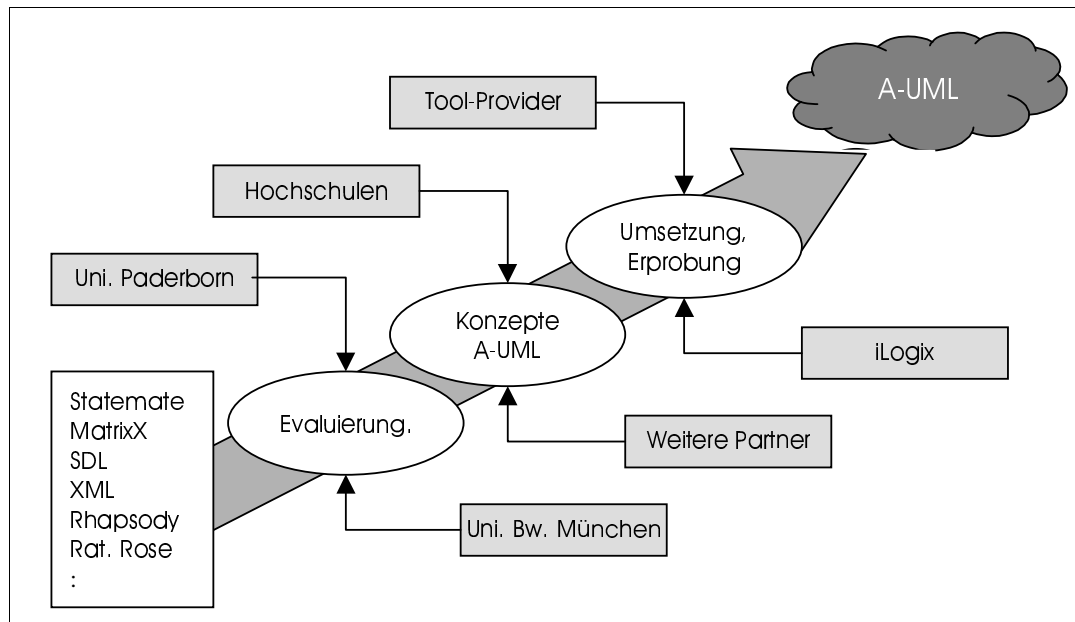 A-UML
Tool-Provider
Hochschulen
Umsetzung,
Erprobung
Uni. Paderborn
Konzepte
A-UML
iLogix
Statemate
MatrixX
SDL
XML
Rhapsody
Rat. Rose
:
Evaluierung.
Weitere Partner
Uni. Bw. München